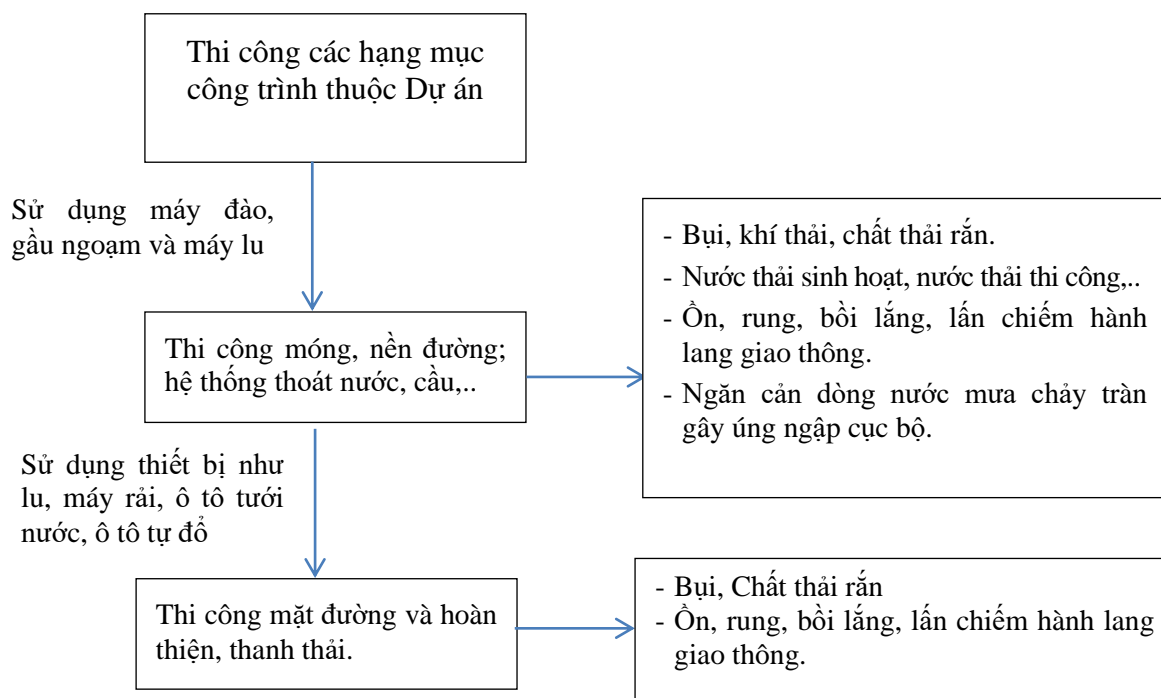 Thi công các hạng mục
công trình thuộc Dự án
Sử dụng máy đào,
gầu ngoạm và máy lu
Thi công móng, nền đường;
hệ thống thoát nước, cầu,..
- Bụi, khí thải, chất thải rắn.
- Nước thải sinh hoạt, nước thải thi công,..
- Ồn, rung, bồi lắng, lấn chiếm hành
lang giao thông.
- Ngăn cản dòng nước mưa chảy tràn
gây úng ngập cục bộ.
Sử dụng thiết bị như
lu, máy rải, ô tô tưới
nước, ô tô tự đổ
Thi công mặt đường và hoàn
thiện, thanh thải.
- Bụi, Chất thải rắn
- Ồn, rung, bồi lắng, lấn chiếm hành lang
giao thông.